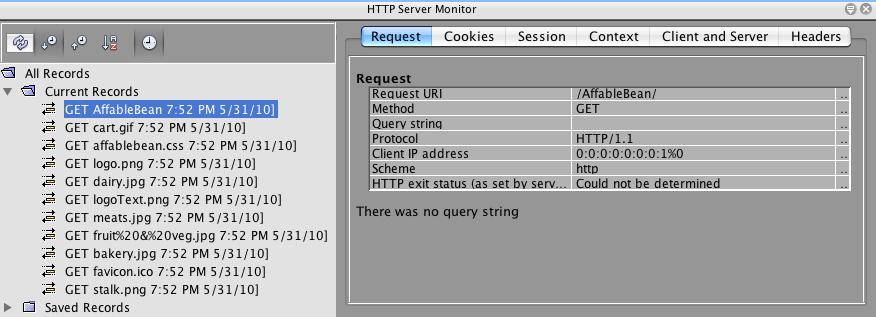 HTTP Server Monitor
All Records
Current Records
GET AffableBean 7:52 PM 5/31/10]
GET cart.gif 7:52 PM 5/31/10]
GET affablebean.css 7:52 PM 5/31/10]
GET logo.png 7:52 PM 5/31/10]
GET dairy.jpg 7:52 PM 5/31/10]
GET logoText.png 7:52 PM 5/31/10]
GET meats.jpg 7:52 PM 5/31/10]
GET fruit%20&%20veg.jpg 7:52 PM 5/31/10]
GET bakery.jpg 7:52 PM 5/31/10]
GET favicon.ico 7:52 PM 5/31/10]
GET stalk.png 7:52 PM 5/31/10]
Saved Records
Request Cookies Session Context Client and Server Headers
Request
Request URI /AffableBean/ ..
Method GET ..
Query string ..
Protocol HTTP/1.1 ..
Client IP address 0:0:0:0:0:0:0:1%0 ..
Scheme http ..
HTTP exit status (as set by serv... Could not be determined ..
There was no query string